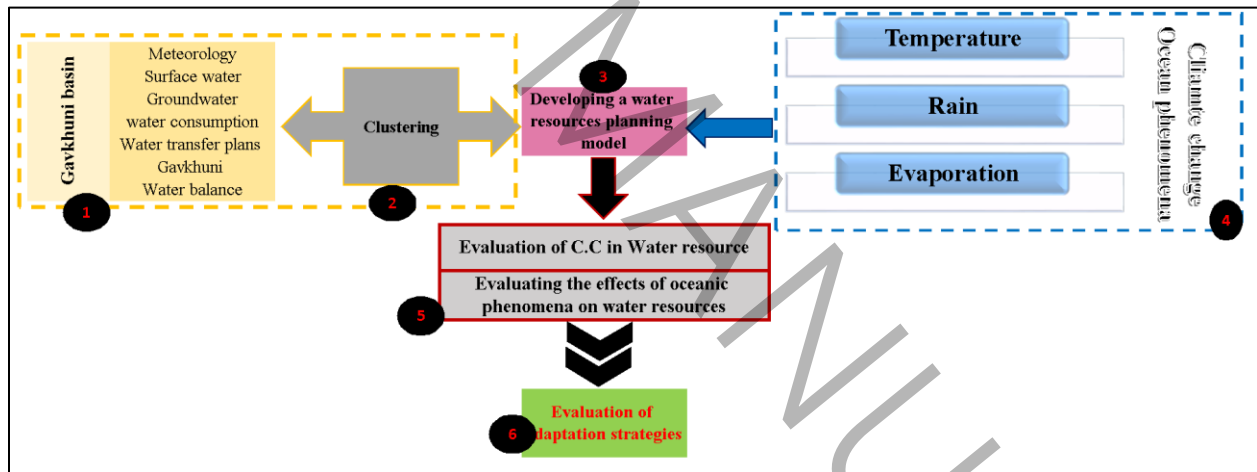 Gavkhuni basin
Meteorology
Surface water
Groundwater
water consumption
Water transfer plans
Gavkhuni
Water balance
1
Clustering
2
3
Developing a water
resources planning
model
Temperature
Rain
Evaporation
Cliamte change
Ocean phenomena
4
Evaluation of C.C in Water resource
Evaluating the effects of oceanic
phenomena on water resources
5
Evaluation of
daptation strategies
6
MANU